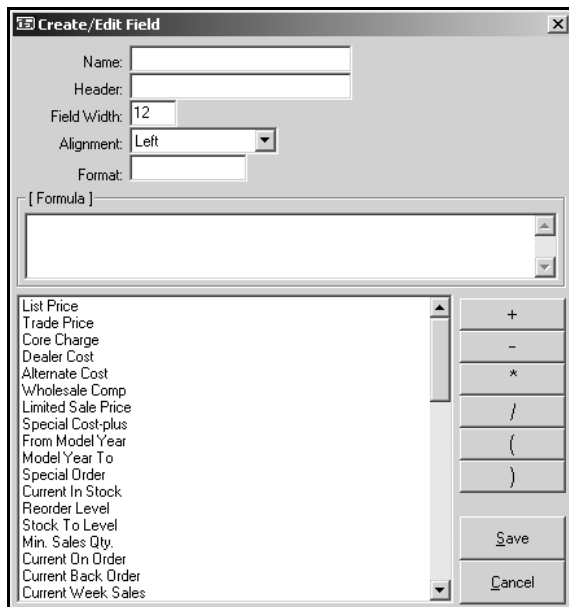 Create/Edit Field
Name:
Header:
Field Width: 12
Alignment: Left
Format:
[ Formula ]
List Price
Trade Price
Core Charge
Dealer Cost
Alternate Cost
Wholesale Comp
Limited Sale Price
Special Cost-plus
From Model Year
Model Year To
Special Order
Current In Stock
Reorder Level
Stock To Level
Min. Sales Qty.
Current On Order
Current Back Order
Current Week Sales
+
-
*
/
(
)
Save
Cancel